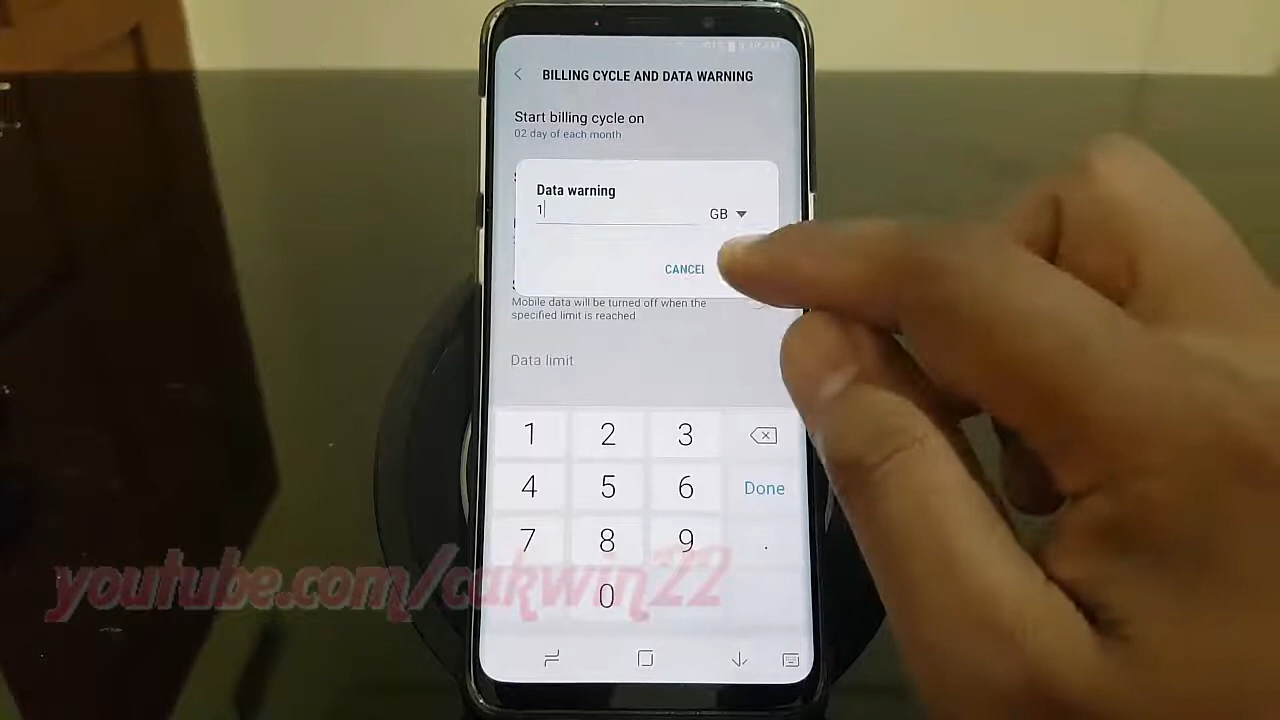 BILLING CYCLE AND DATA WARNING
Start billing cycle on
02 day of each month
Data warning
1
GB
CANCEL
Mobile data will be turned off when the
specified limit is reached
Data limit
1 2 3
4 5 6 Done
7 8 9 .
0
youtube.com/cakwin22